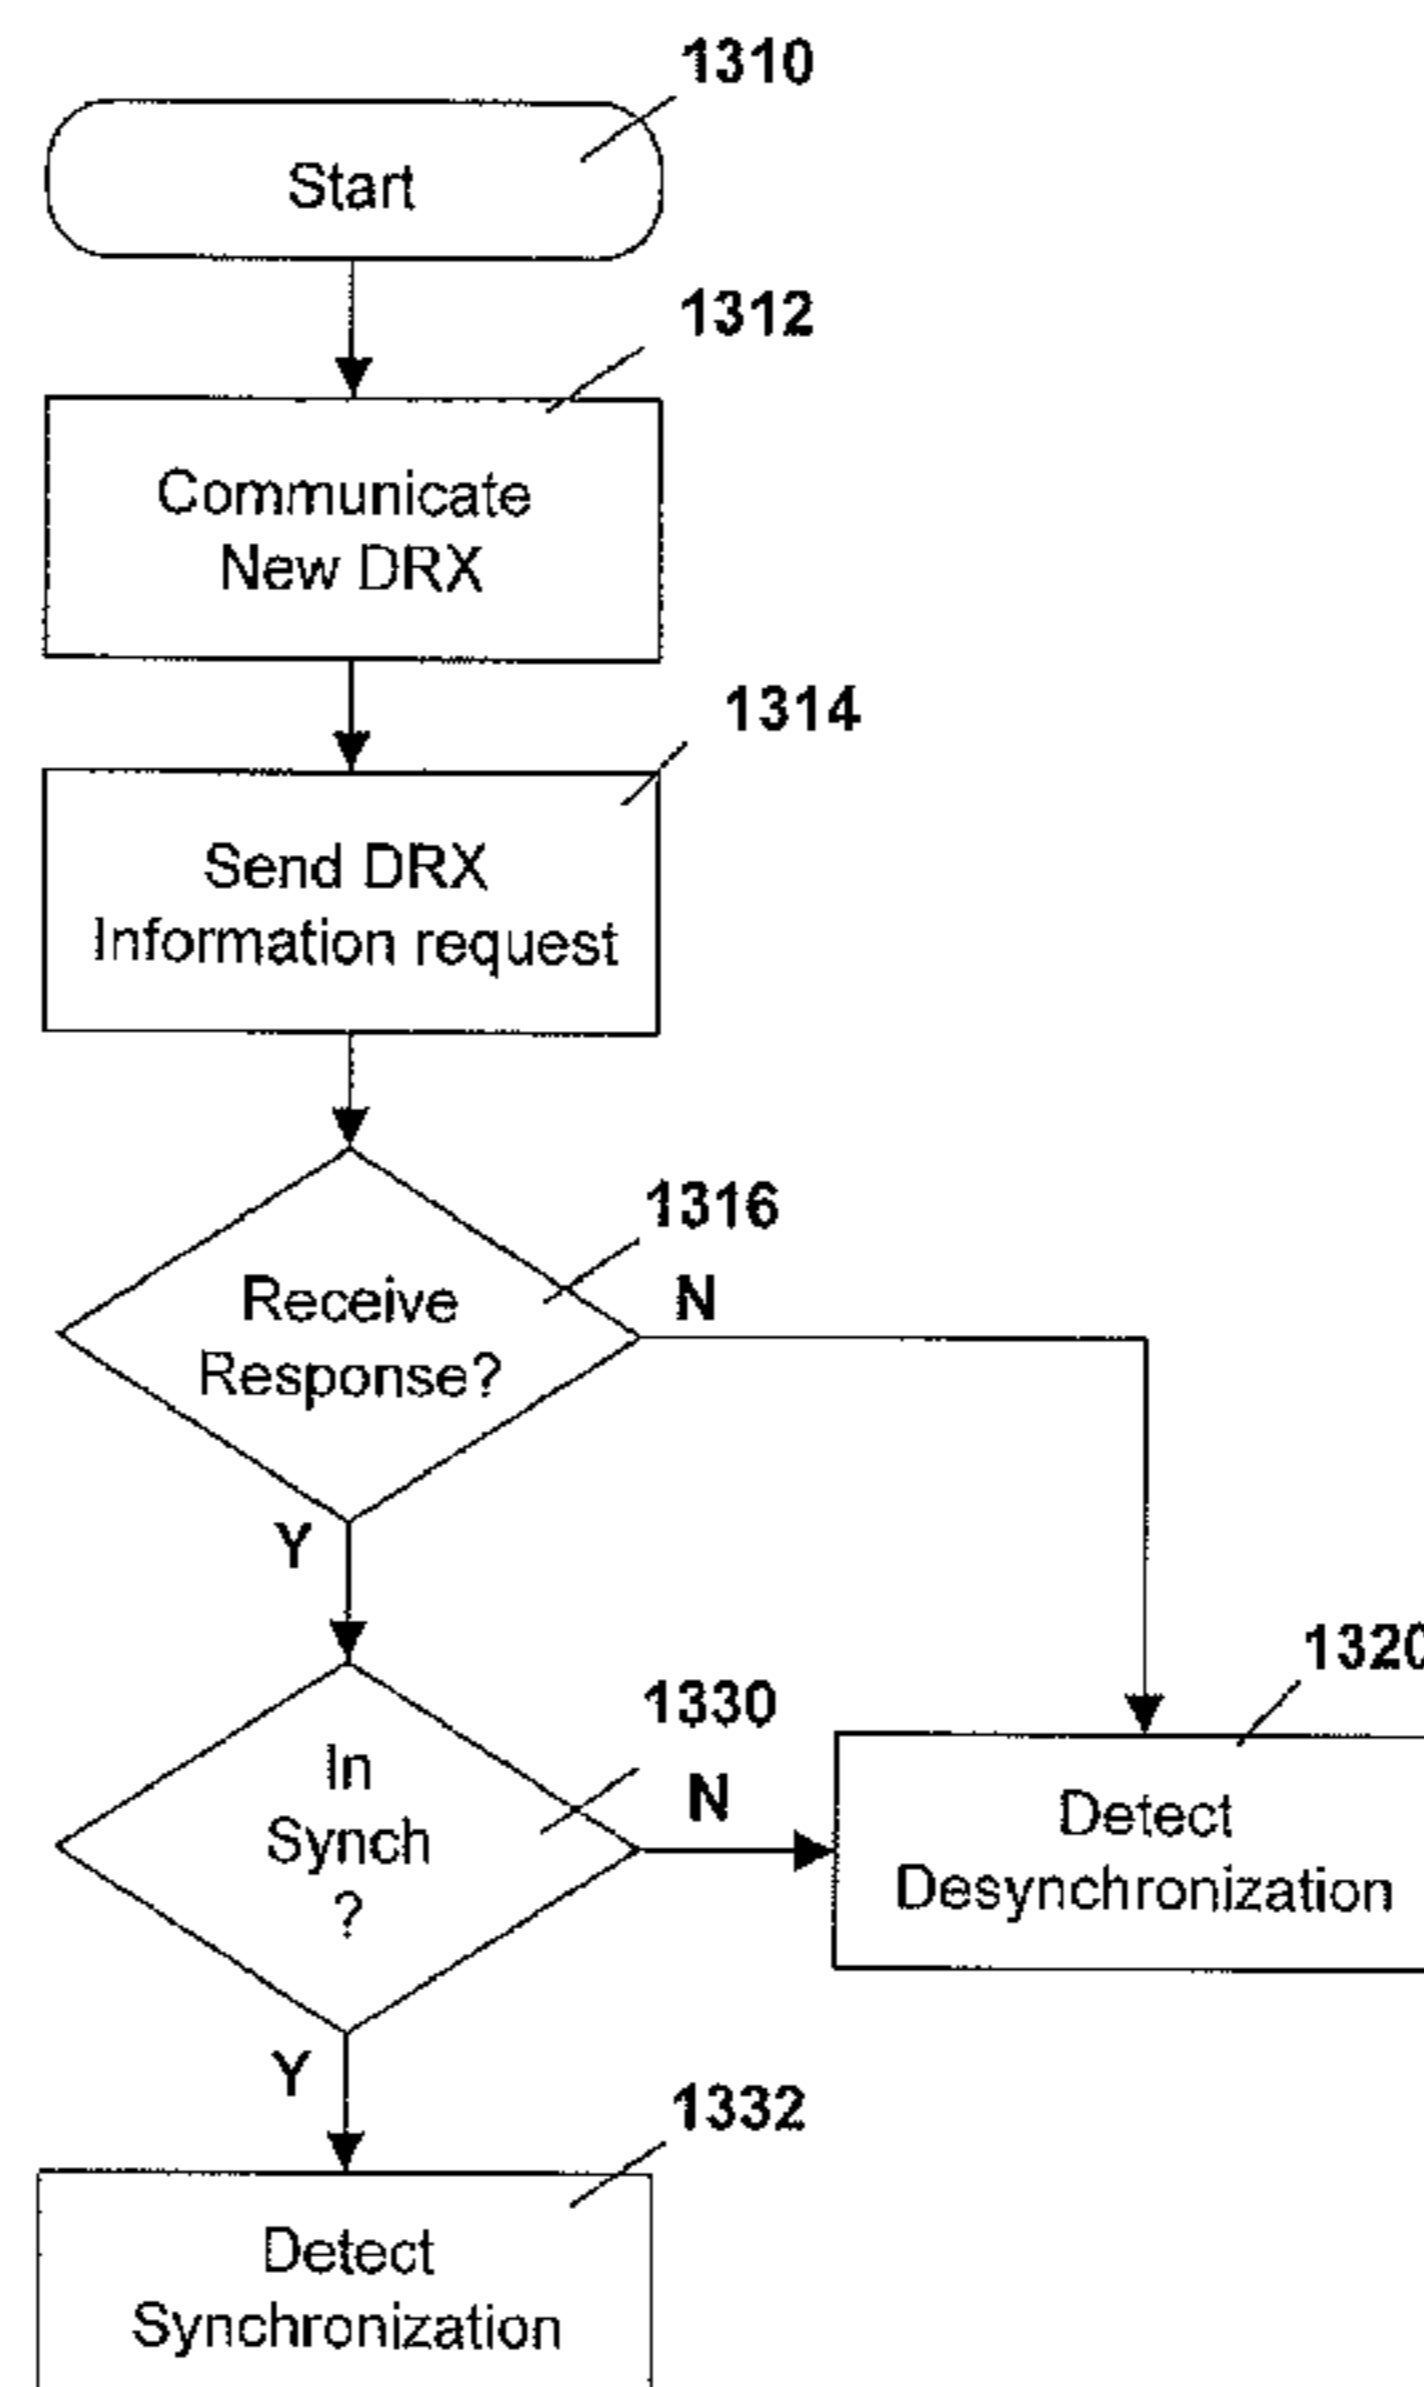 1310
Start
1312
Communicate
New DRX
1314
Send DRX
Information request
1316
Receive
Response?
N
Y
1320
1330
In
Synch
?
N
Detect
Desynchronization
Y
1332
Detect
Synchronization